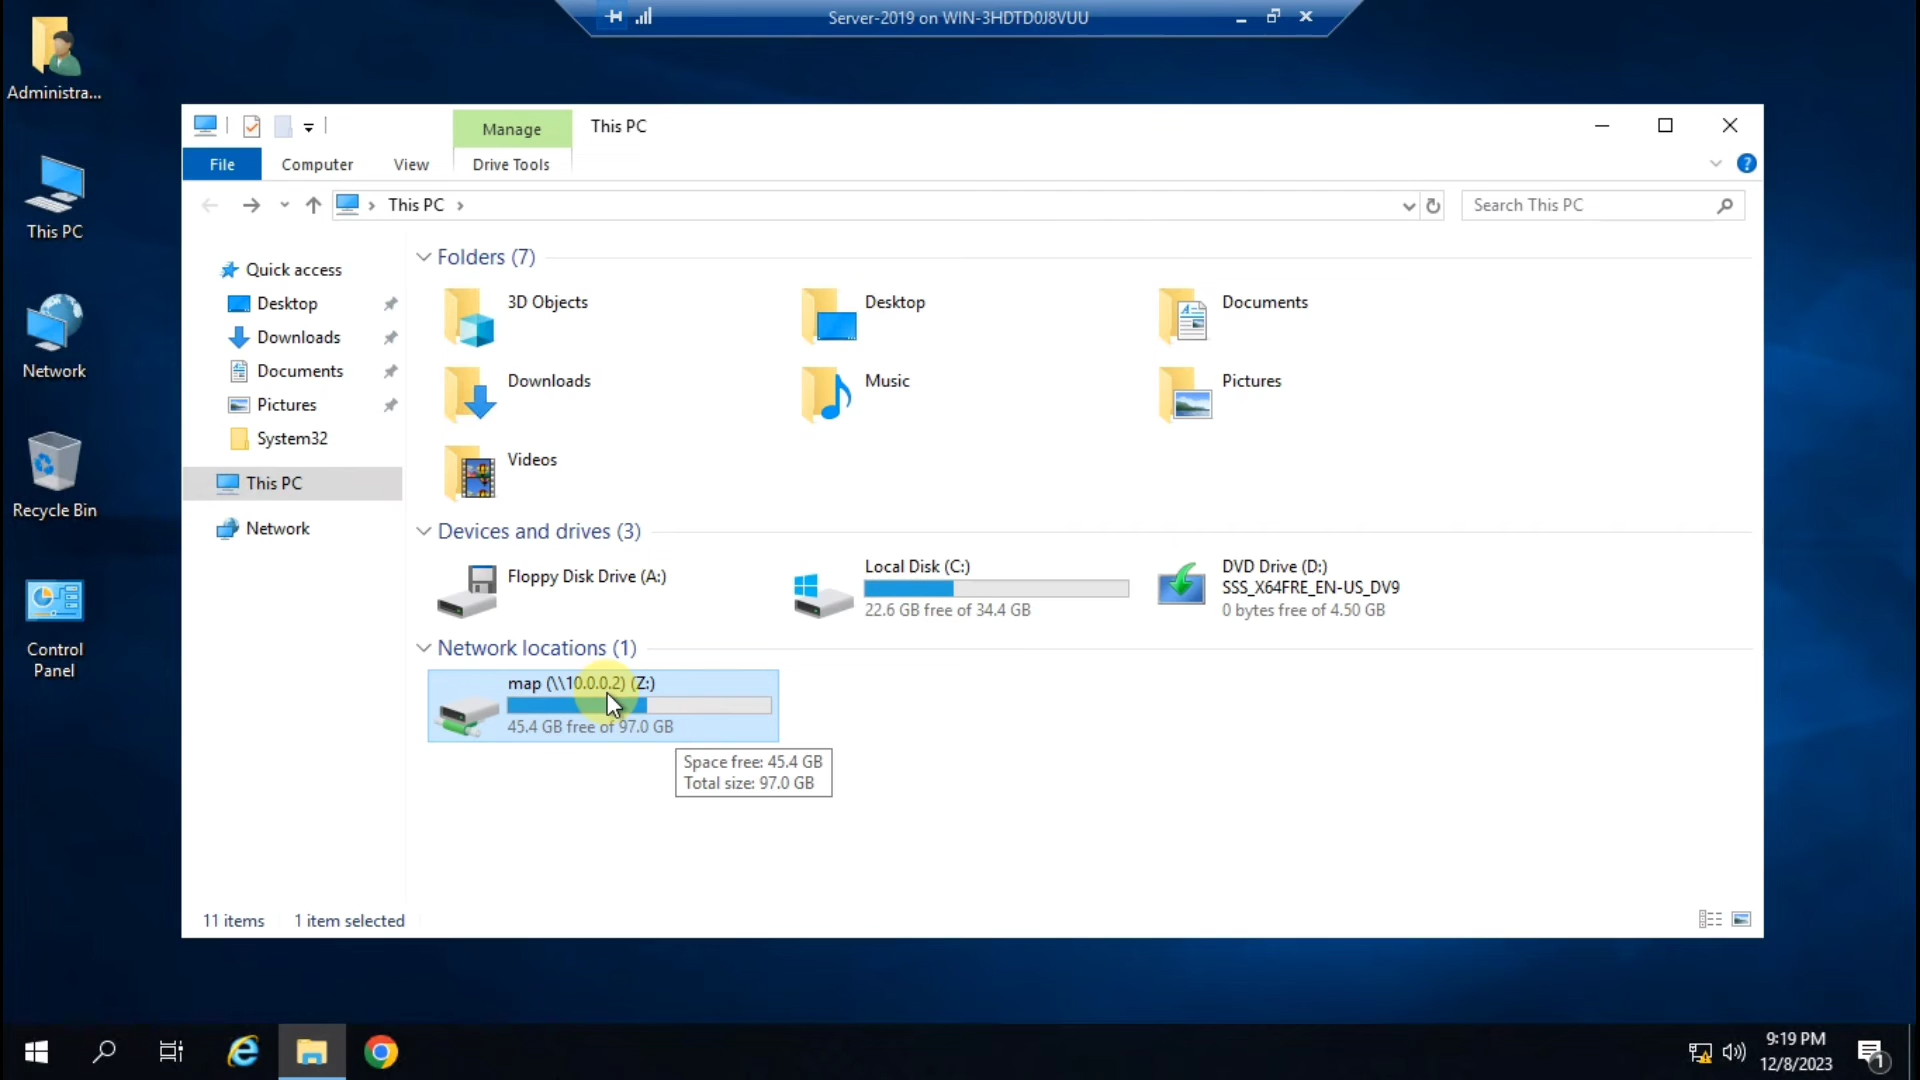 Server-2019 on WIN-3HDTD0J8VUU
Administra...
This PC
Network
Recycle Bin
Control
Panel
Manage
This PC
File
Computer
View
Drive Tools
This PC
Search This PC
Quick access
Desktop
Downloads
Documents
Pictures
System32
This PC
Network
Folders (7)
3D Objects
Desktop
Documents
Downloads
Music
Pictures
Videos
Devices and drives (3)
Floppy Disk Drive (A:)
Local Disk (C:)
22.6 GB free of 34.4 GB
DVD Drive (D:)
SSS_X64FRE_EN-US_DV9
0 bytes free of 4.50 GB
Network locations (1)
map (\\10.0.0.2) (Z:)
45.4 GB free of 97.0 GB
Space free: 45.4 GB
Total size: 97.0 GB
11 items
1 item selected
9:19 PM
12/8/2023
1